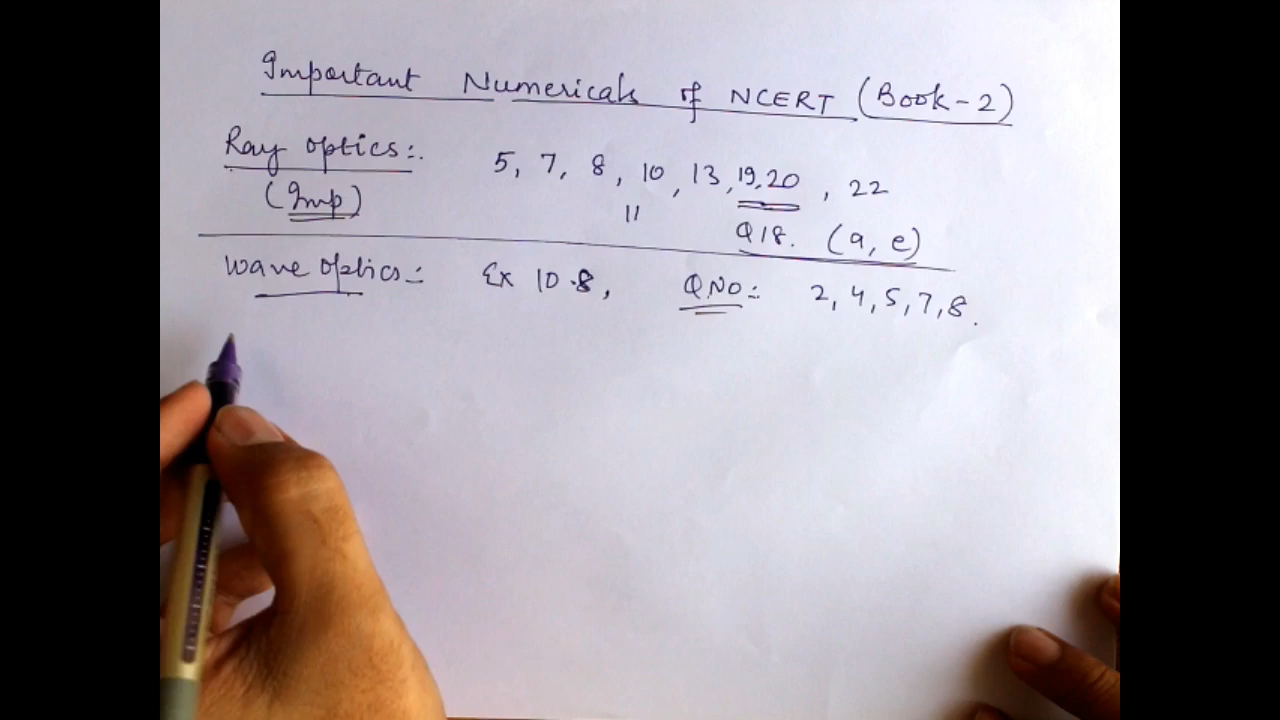 Important Numericals of NCERT (Book-2)
Ray Optics:. 5, 7, 8, 10, 13, 19, 20, 22
(Imp) 11
Q18. (a, e)
Wave Optics:- Ex 10.8, Q.NO:- 2, 4, 5, 7, 8.